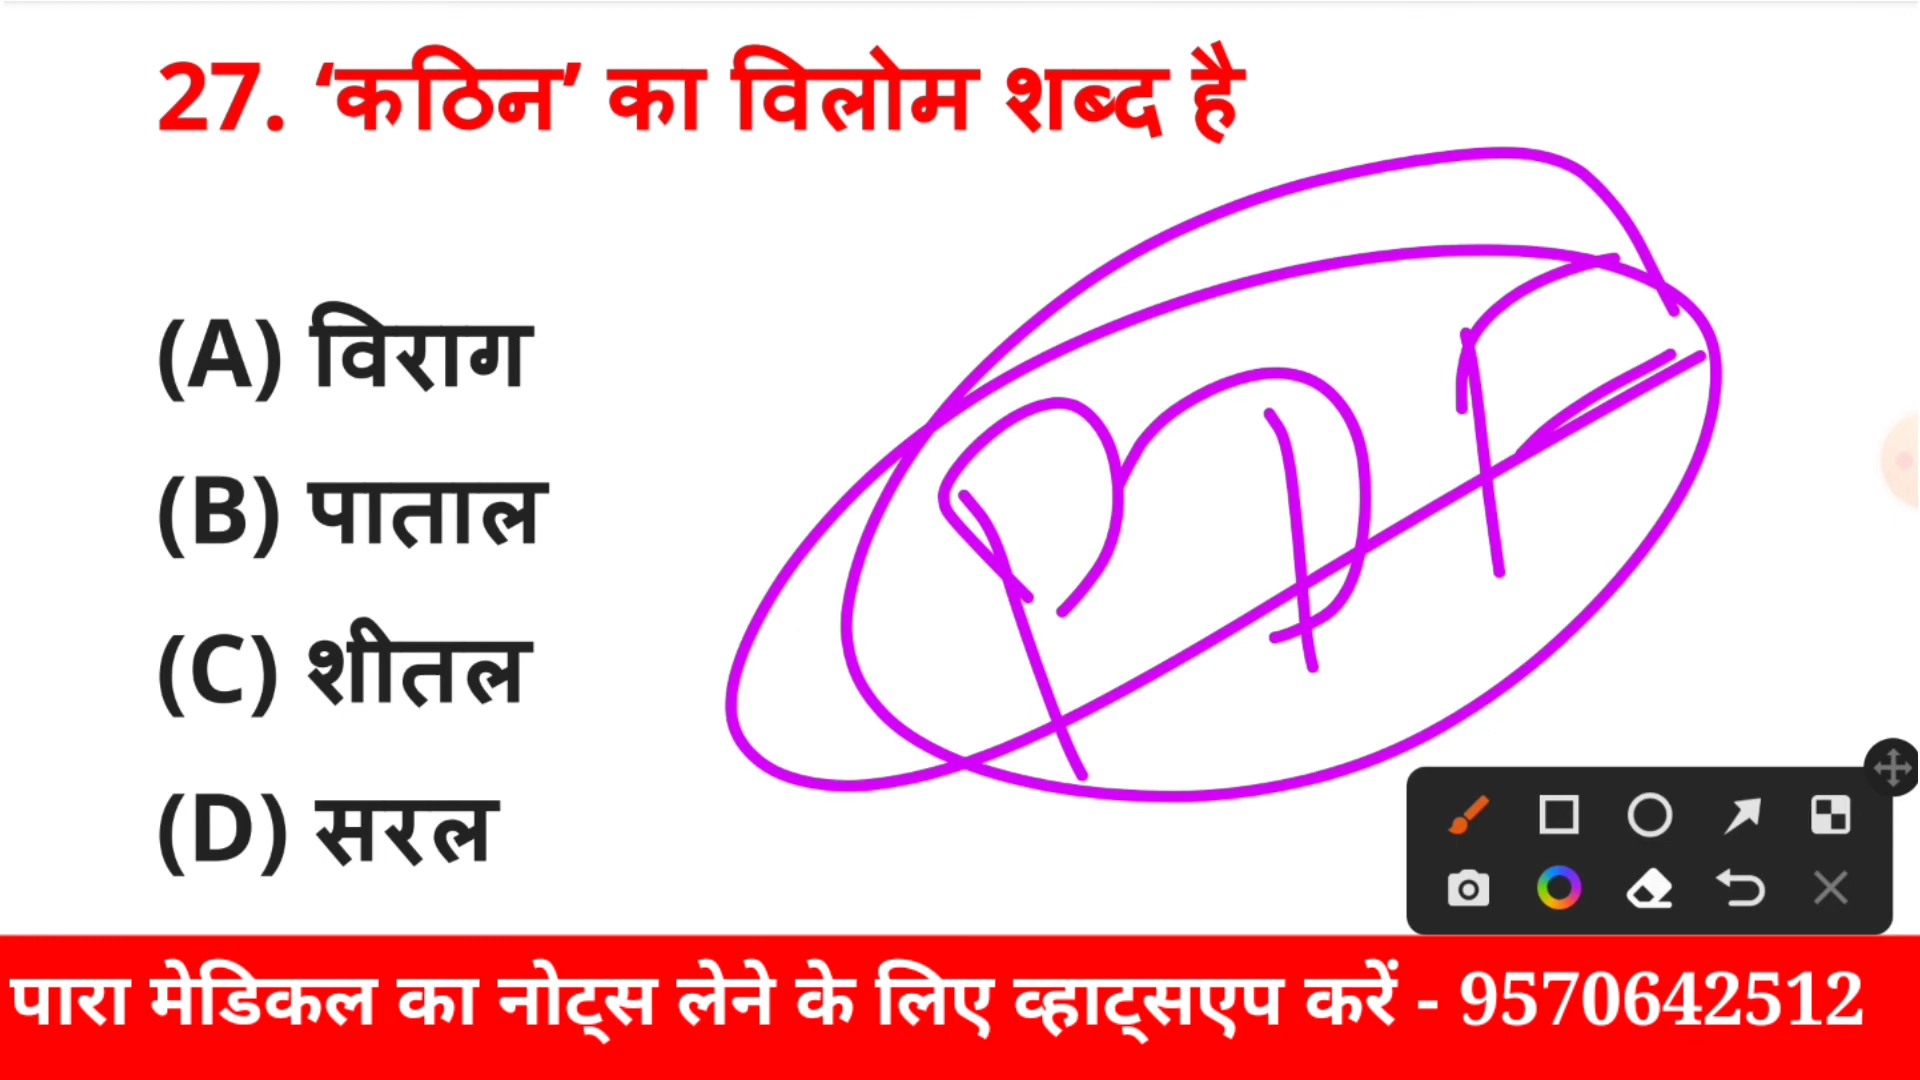 27. ‘कठिन’ का विलोम शब्द है
(A) विराग
(B) पाताल
(C) शीतल
(D) सरल
PDF
पारा मेडिकल का नोट्स लेने के लिए व्हाट्सएप करें - 9570642512